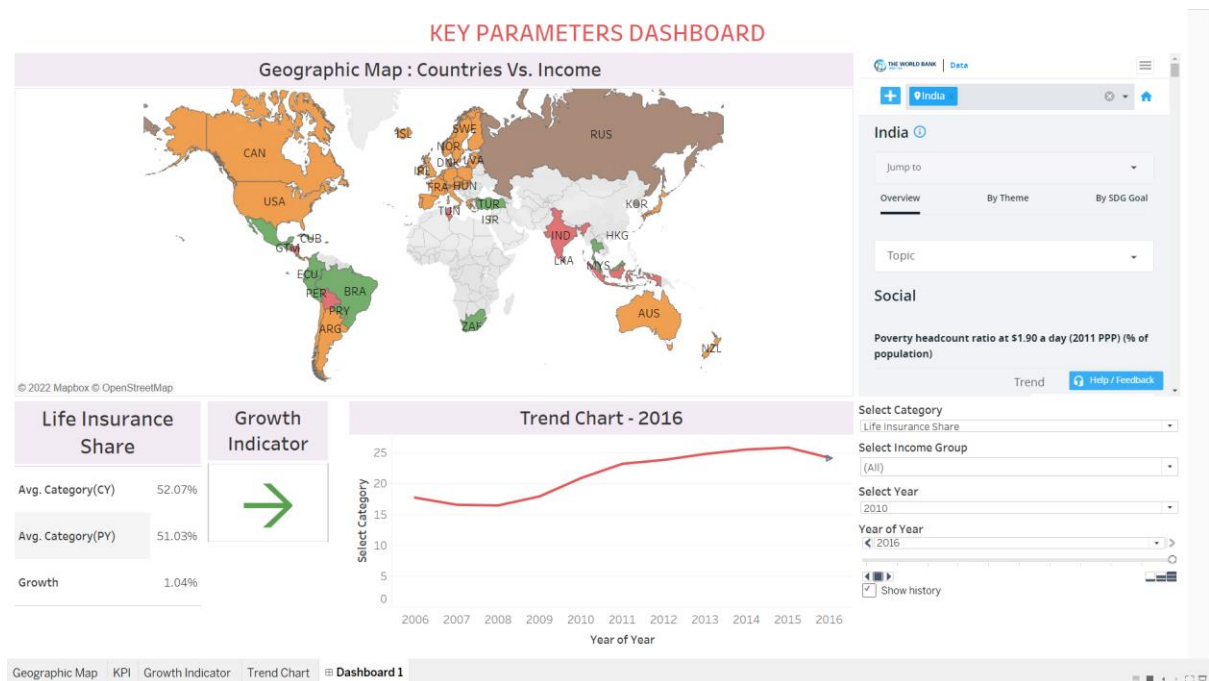 KEY PARAMETERS DASHBOARD
Geographic Map : Countries Vs. Income
CAN
USA
CUB
GTM
ECU
PER
BRA
PRY
ARG
ISL
SWE
NOR
DNK
LVA
IRL
FRA
HUN
TUN
TUR
ISR
RUS
KOR
IND
HKG
LKA
MYS
ZAF
AUS
NZL
© 2022 Mapbox © OpenStreetMap
THE WORLD BANK
Data
India
India
Jump to
Overview
By Theme
By SDG Goal
Topic
Social
Poverty headcount ratio at $1.90 a day (2011 PPP) (% of
population)
Trend
Help / Feedback
Life Insurance
Share
Avg. Category(CY) 52.07%
Avg. Category(PY) 51.03%
Growth 1.04%
Growth
Indicator
Trend Chart - 2016
Select Category
25
20
15
10
5
0
2006 2007 2008 2009 2010 2011 2012 2013 2014 2015 2016
Year of Year
Select Category
Life Insurance Share
Select Income Group
(All)
Select Year
2010
Year of Year
2016
Show history
Geographic Map KPI Growth Indicator Trend Chart Dashboard 1